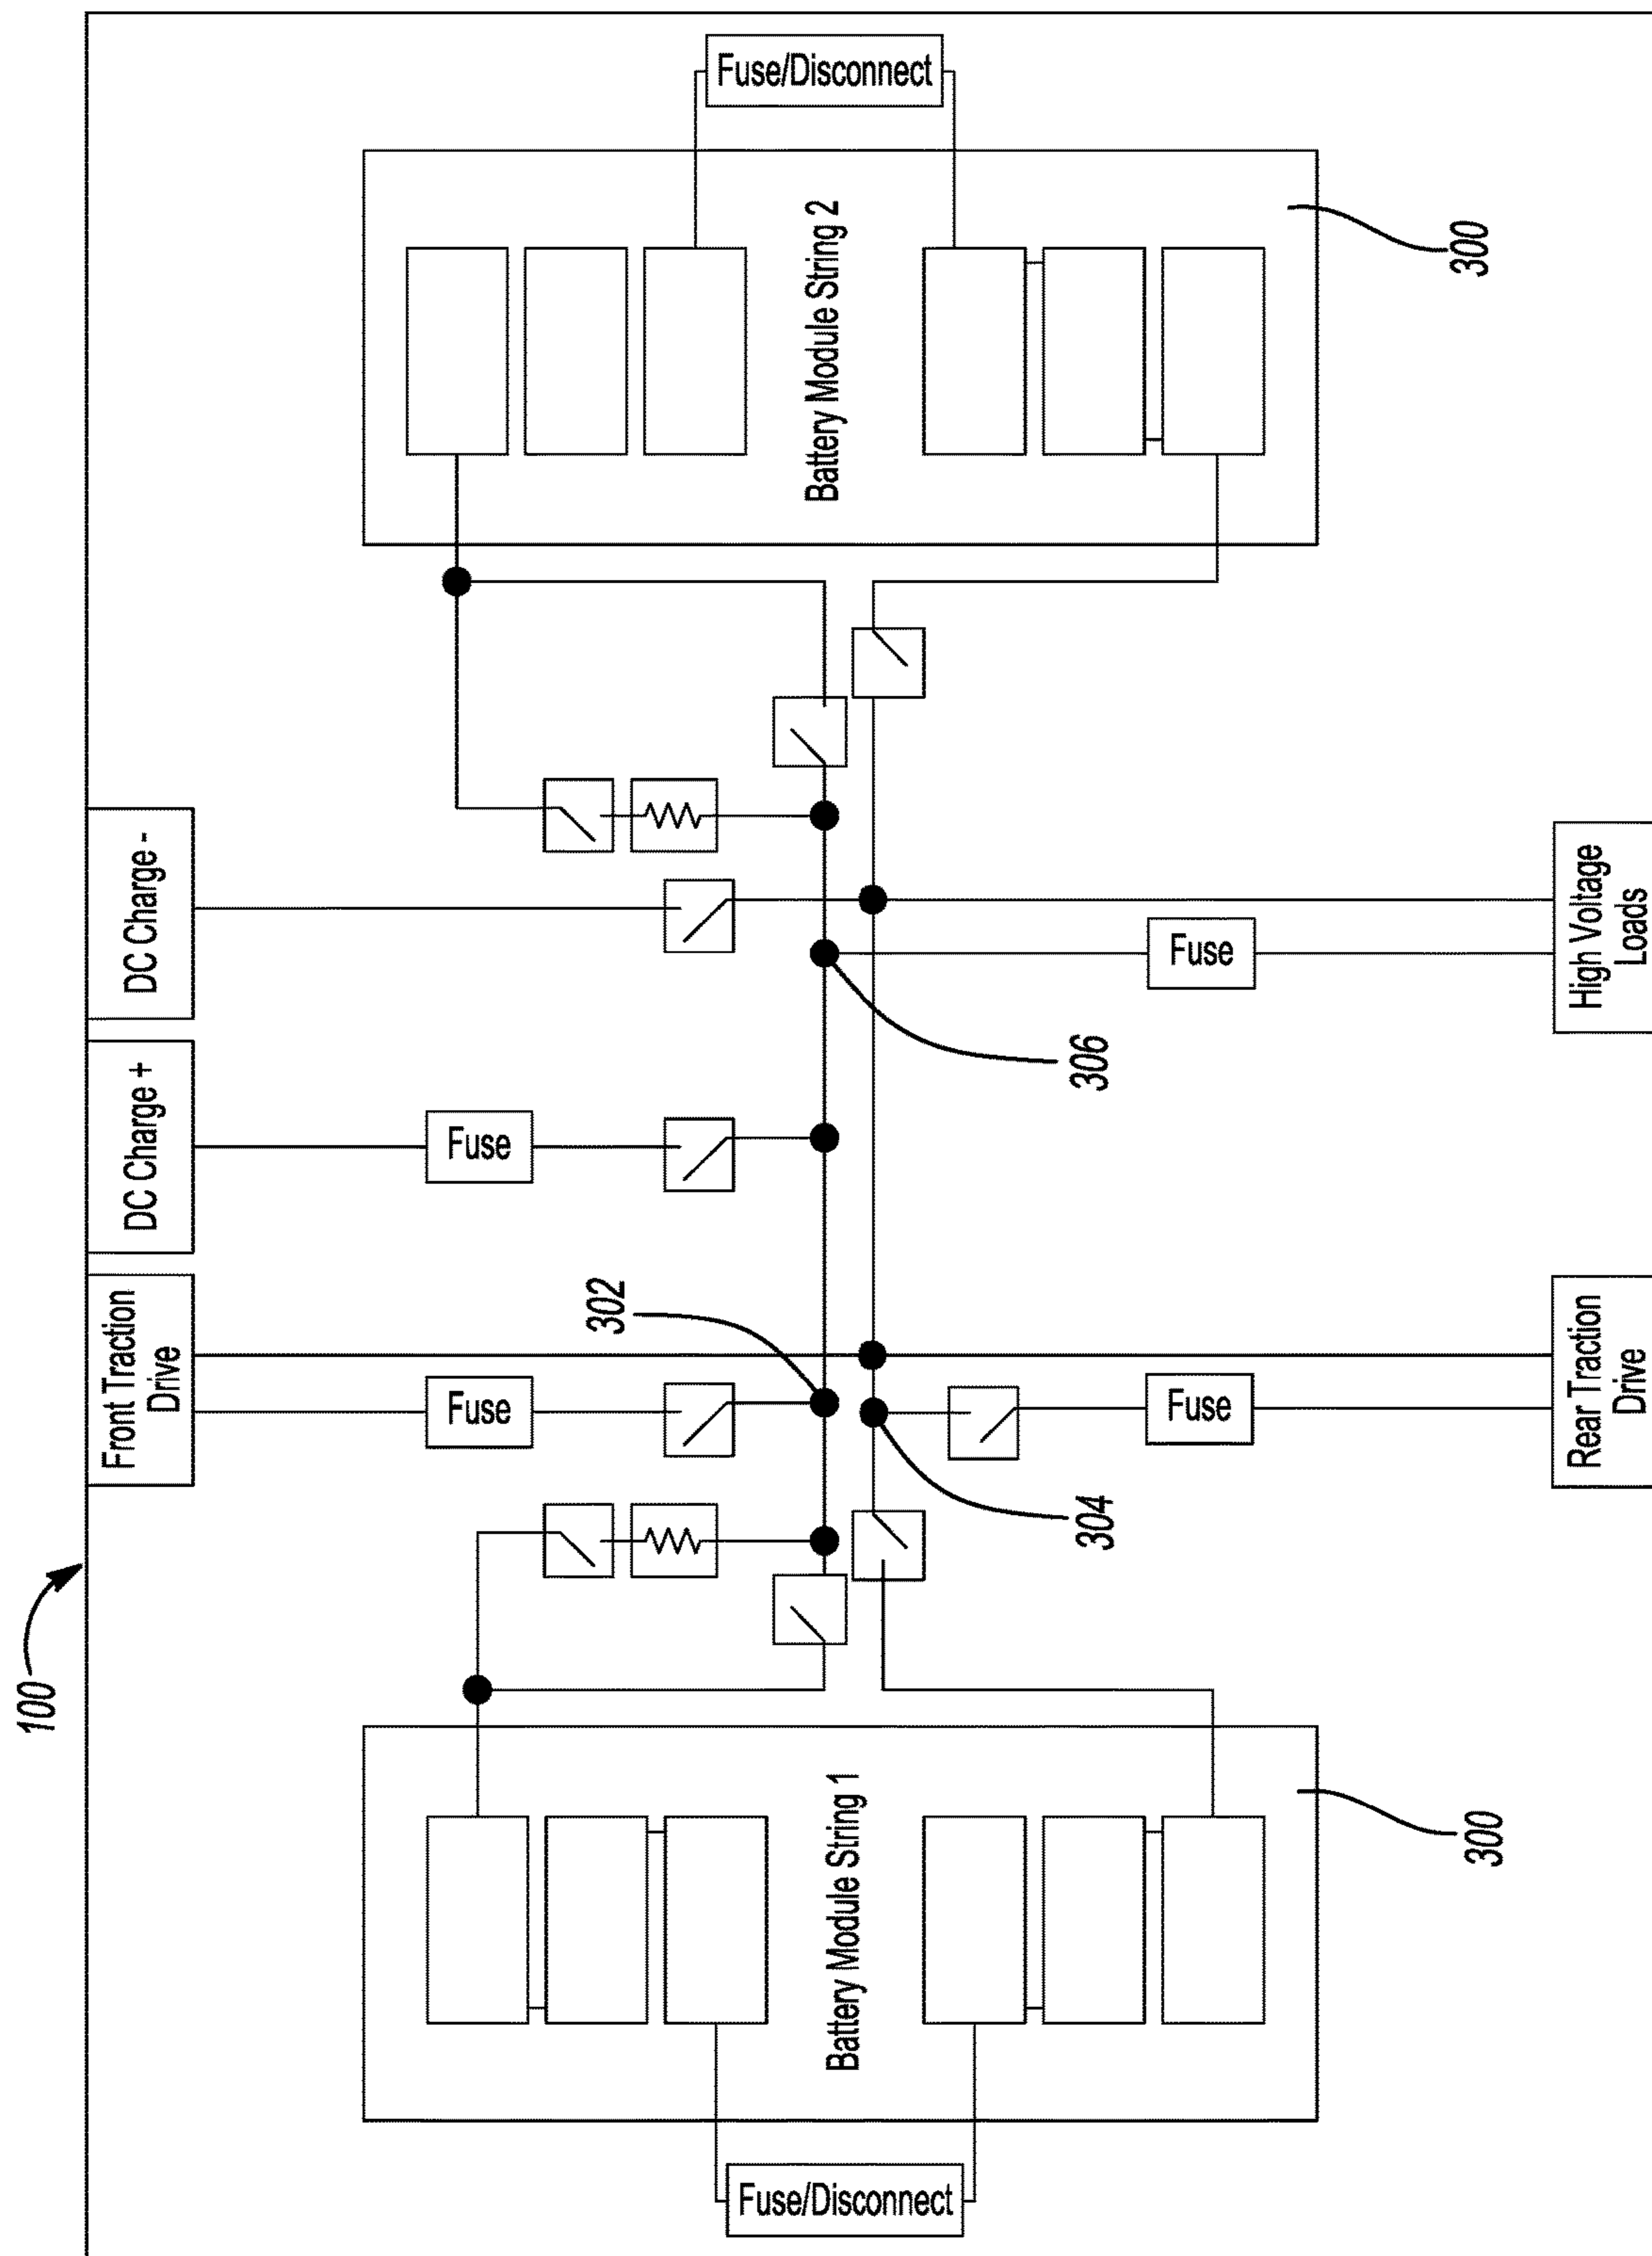 100
Front Traction
Drive
DC Charge +
DC Charge -
Fuse
Fuse
302
306
Fuse/Disconnect
Battery Module String 1
300
Fuse/Disconnect
Battery Module String 2
300
304
Fuse
Fuse
Rear Traction
Drive
High Voltage
Loads